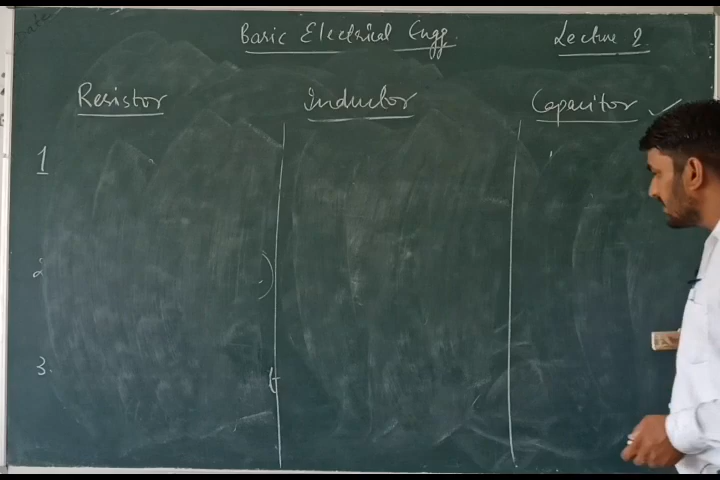 Basic Electrical Engg. Lecture 2.
Resistor Inductor Capacitor ✓
1
2
3.